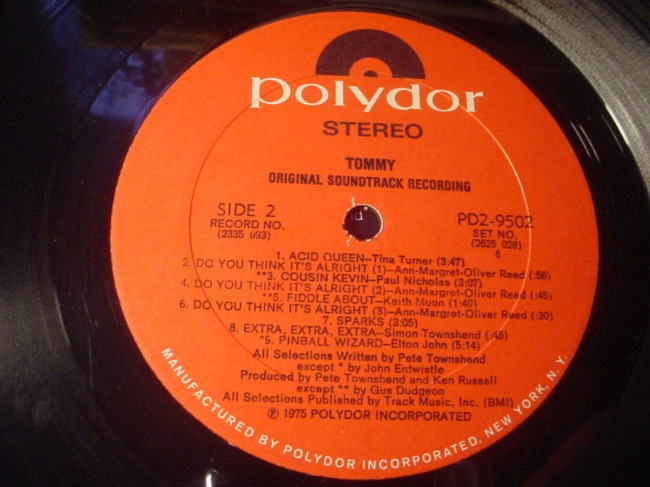 polydor
STEREO
TOMMY
ORIGINAL SOUNDTRACK RECORDING
SIDE 2
RECORD NO.
(2335 093)
PD2-9502
SET NO.
(2625 028)
6
1. ACID QUEEN—Tina Turner (3:47)
2. DO YOU THINK IT'S ALRIGHT (1)—Ann-Margret-Oliver Reed (:56)
**3. COUSIN KEVIN—Paul Nicholas (3:07)
4. DO YOU THINK IT'S ALRIGHT (2)—Ann-Margret-Oliver Reed (:45)
**5. FIDDLE ABOUT—Keith Moon (1:40)
6. DO YOU THINK IT'S ALRIGHT (3)—Ann-Margret-Oliver Reed (:30)
7. SPARKS (3:05)
8. EXTRA, EXTRA, EXTRA—Simon Townshend (:45)
*9. PINBALL WIZARD—Elton John (5:14)
All Selections Written by Pete Townshend
except * by John Entwistle
Produced by Pete Townshend and Ken Russell
except ** by Gus Dudgeon
All Selections Published by Track Music, Inc. (BMI)
℗ 1975 POLYDOR INCORPORATED
MANUFACTURED BY POLYDOR INCORPORATED, NEW YORK, N.Y.